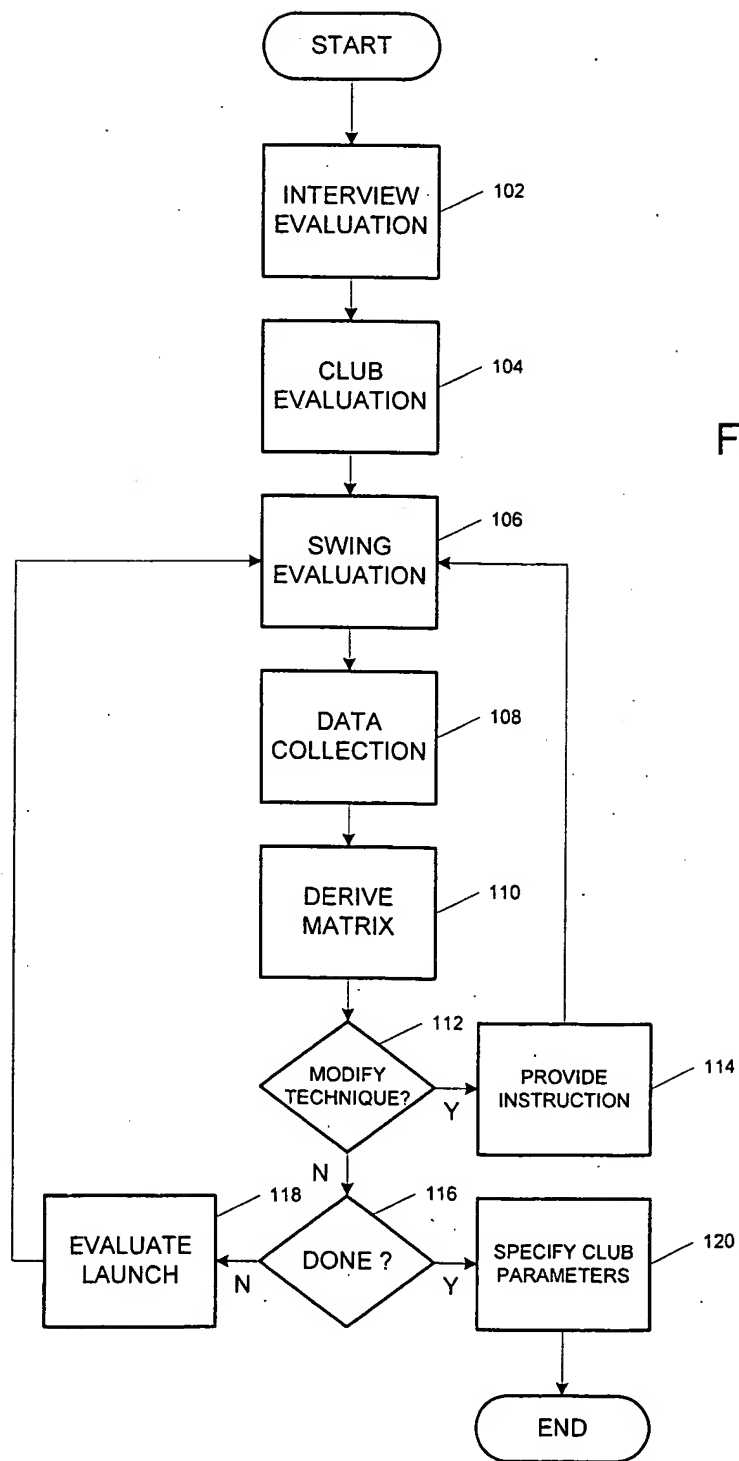 START
INTERVIEW
EVALUATION
102
CLUB
EVALUATION
104
F
SWING
EVALUATION
106
DATA
COLLECTION
108
DERIVE
MATRIX
110
MODIFY
TECHNIQUE?
112
Y
PROVIDE
INSTRUCTION
114
N
EVALUATE
LAUNCH
118
N
DONE ?
116
Y
SPECIFY CLUB
PARAMETERS
120
END